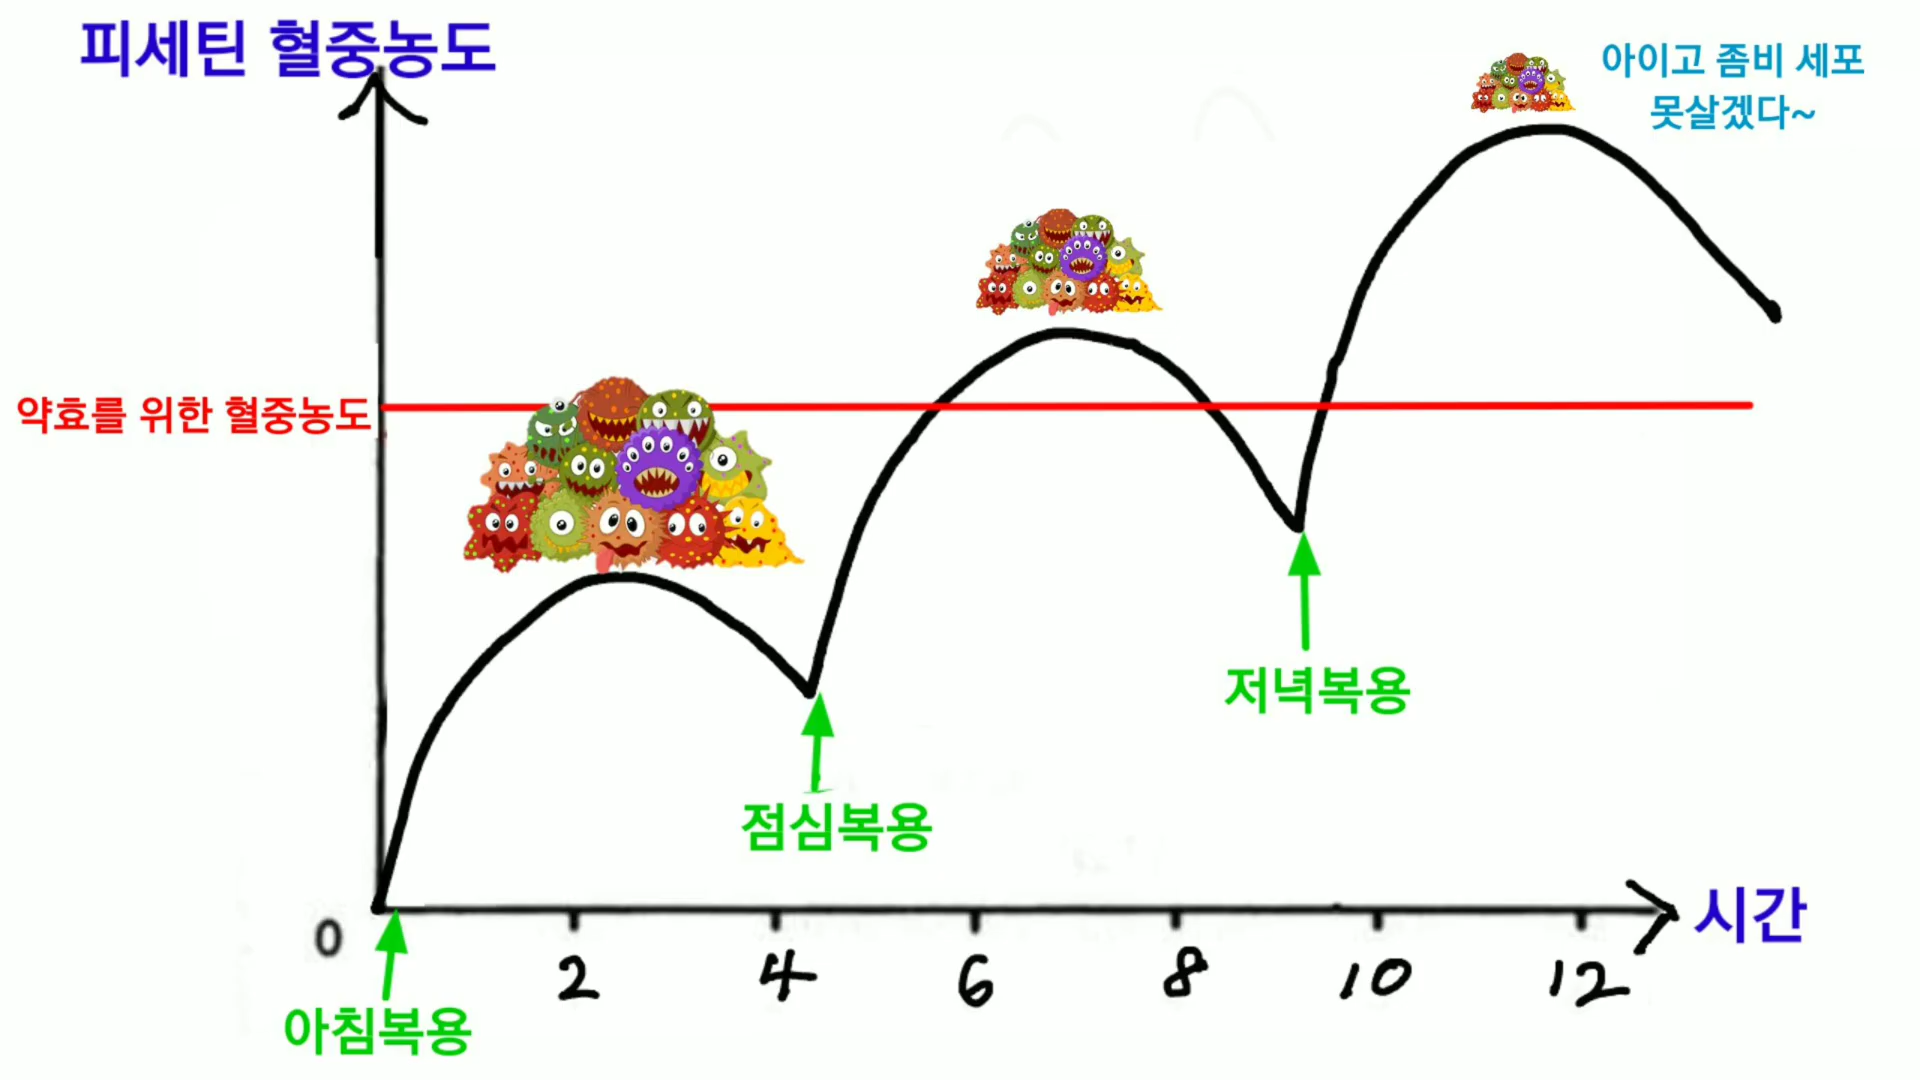 피세틴 혈중농도
아이고 좀비 세포
못살겠다~
약효를 위한 혈중농도
저녁복용
점심복용
시간
0
2 4 6 8 10 12
아침복용